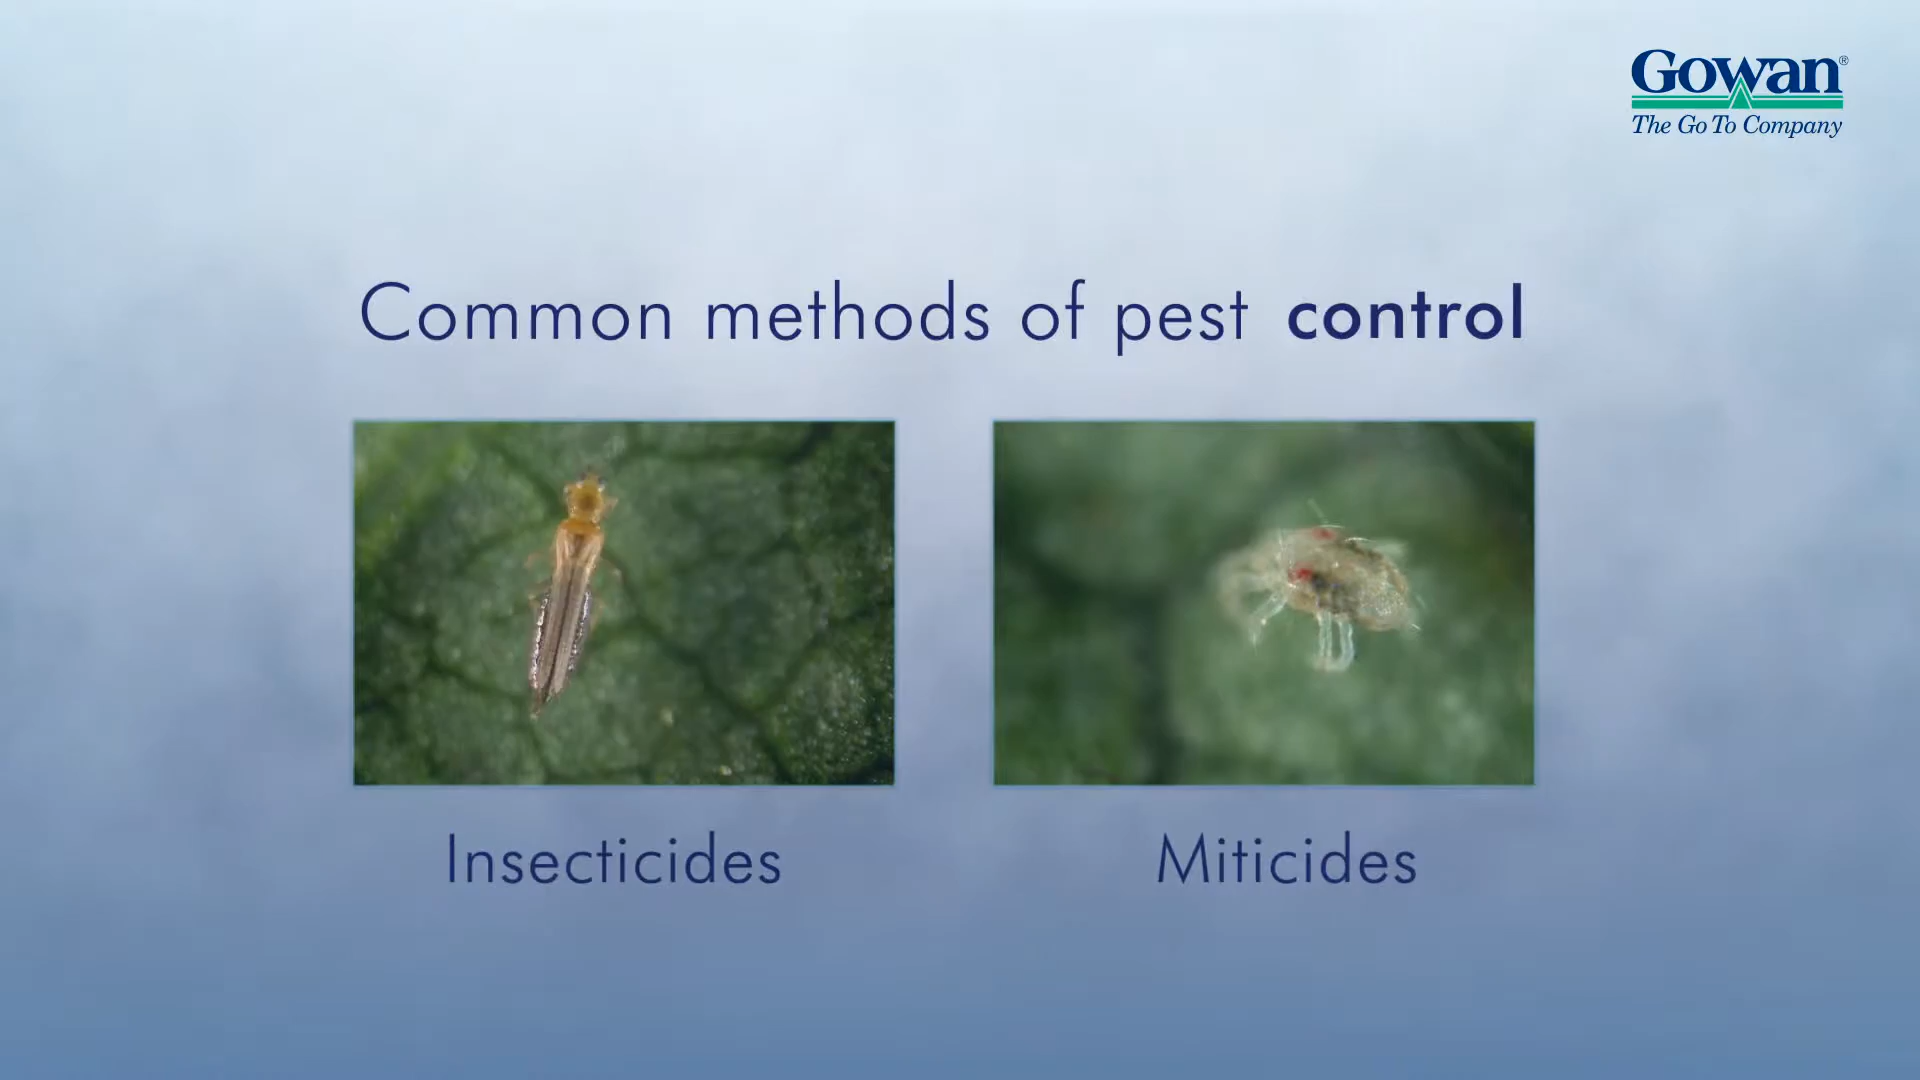 Gowan®
The Go To Company
Common methods of pest control
Insecticides
Miticides